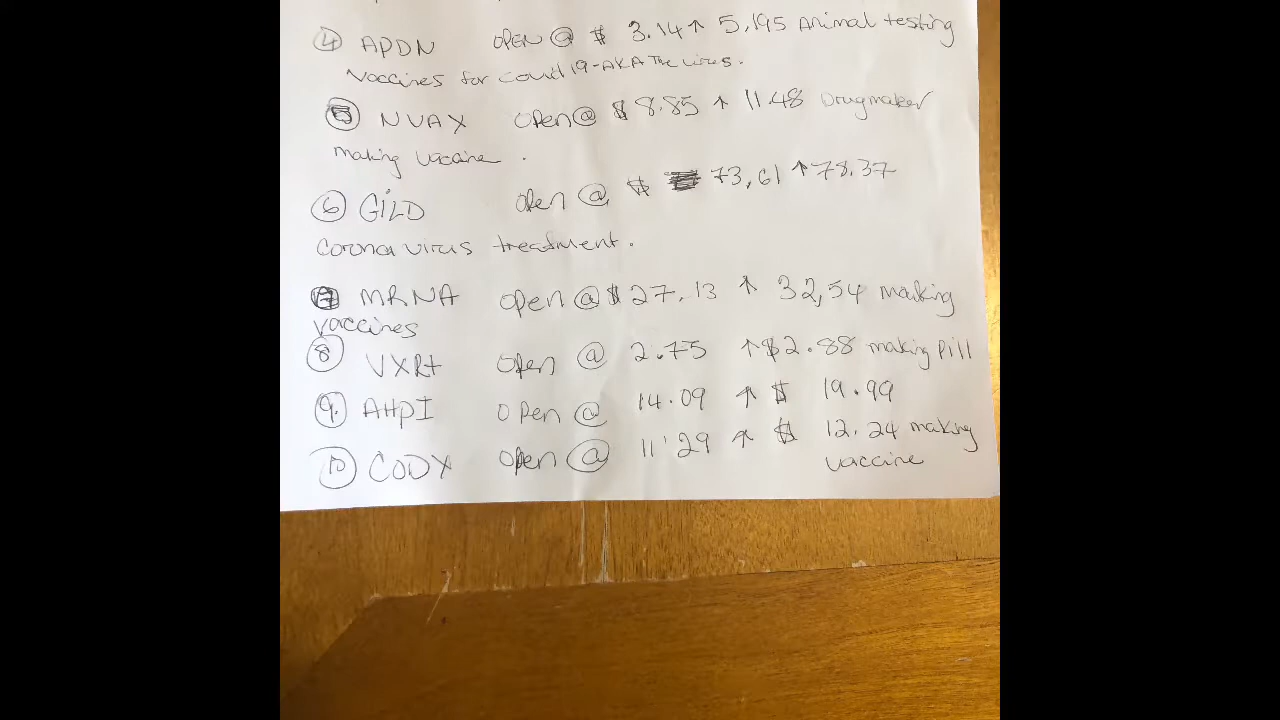 ④ APDN OPEN @ $ 3.14↑ 5,195 Animal testing
Vaccines for Covid 19-AKA The virus.
NVAX open @ $ 8.85 ↑ 11.48 Drugmaker
making vaccine.
⑥ GILD open @ $ 73,61 ↑ 78.37
Corona virus treatment.
7 MRNA open @ $ 27.13 ↑ 32,54 making
vaccines
⑧ VXRt open @ 2.75 ↑ $2.88 making pill
⑨ AHPI open @ 14.09 ↑ $ 19.99
⑩ CODX open @ 11.29 ↑ $ 12.24 making
vaccine